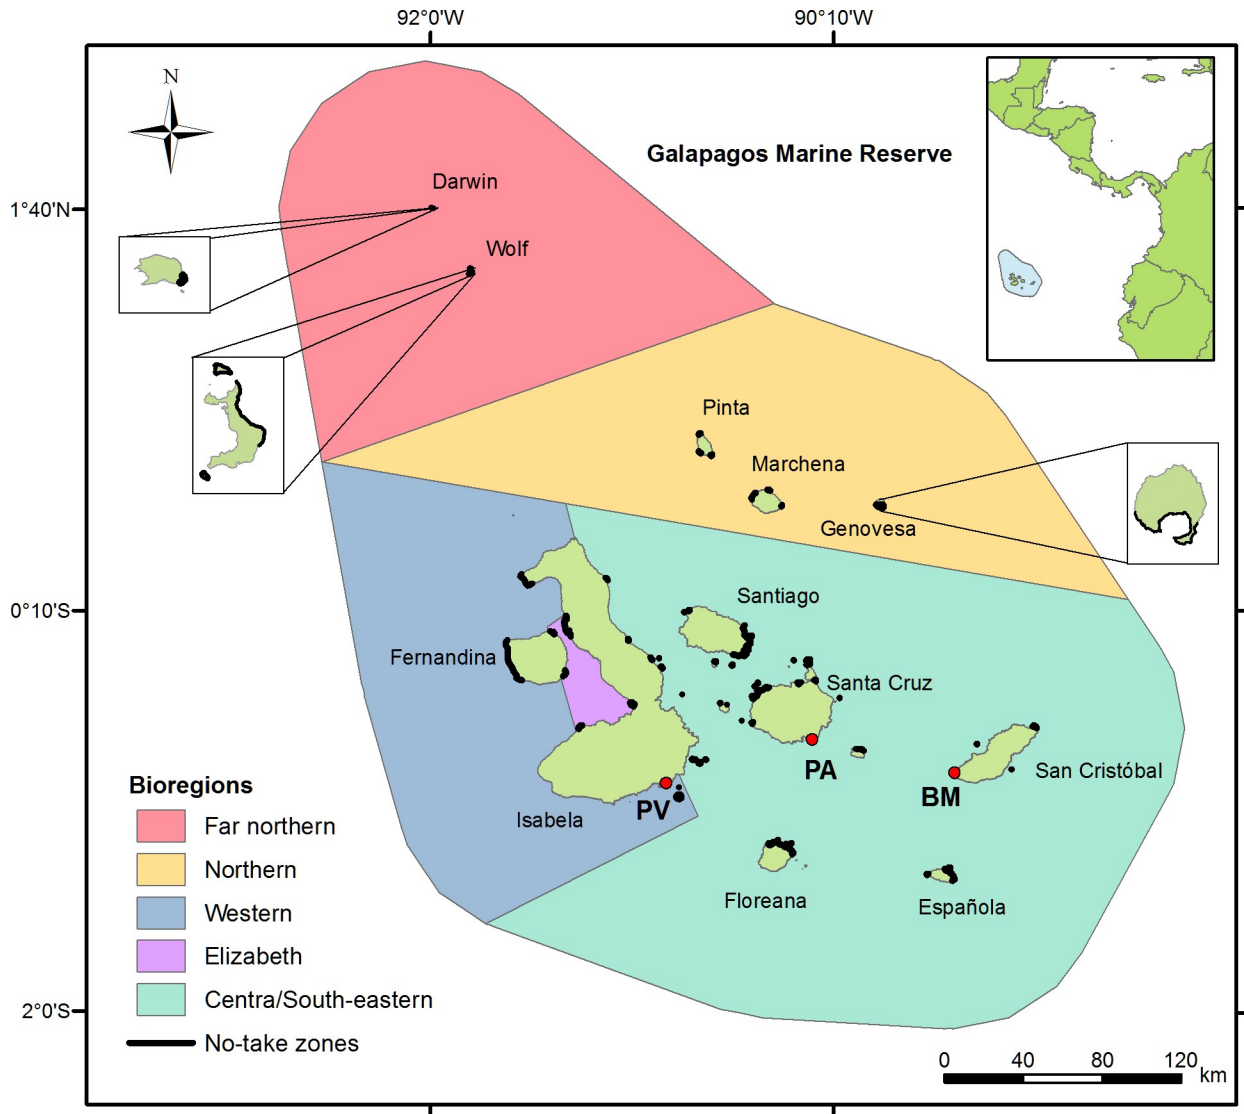 92°0'W
90°10'W
N
Galapagos Marine Reserve
Darwin
1°40'N
Wolf
Pinta
Marchena
Genovesa
Santiago
0°10'S
Fernandina
Santa Cruz
PA
San Cristóbal
BM
PV
Isabela
Floreana
Española
Bioregions
Far northern
Northern
Western
Elizabeth
Centra/South-eastern
No-take zones
2°0'S
0 40 80 120
km